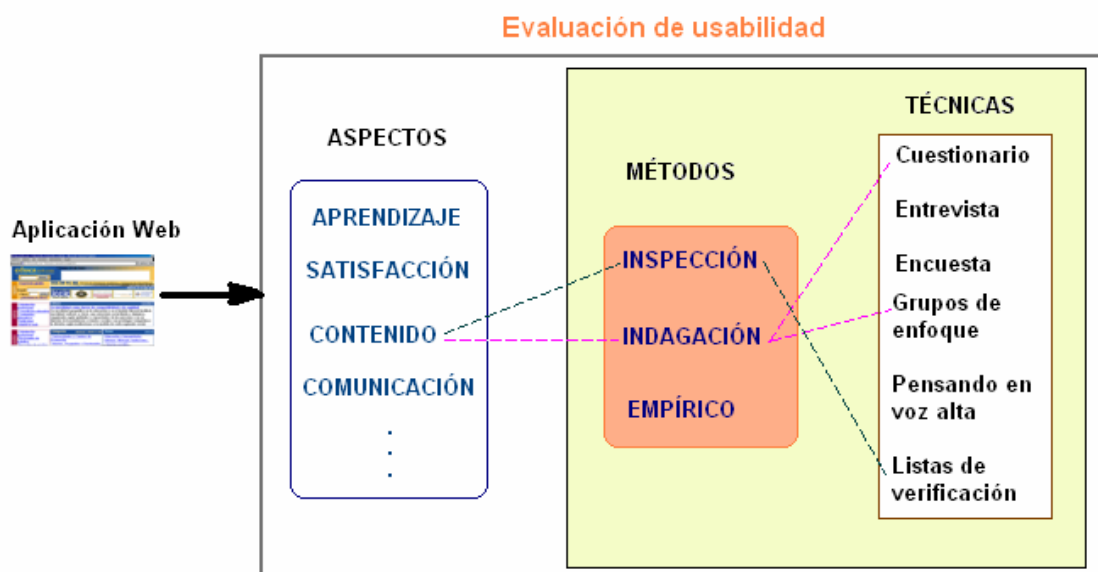 Evaluación de usabilidad
Aplicación Web
ASPECTOS
APRENDIZAJE
SATISFACCIÓN
CONTENIDO
COMUNICACIÓN
MÉTODOS
INSPECCIÓN
INDAGACIÓN
EMPÍRICO
TÉCNICAS
Cuestionario
Entrevista
Encuesta
Grupos de
enfoque
Pensando en
voz alta
Listas de
verificación